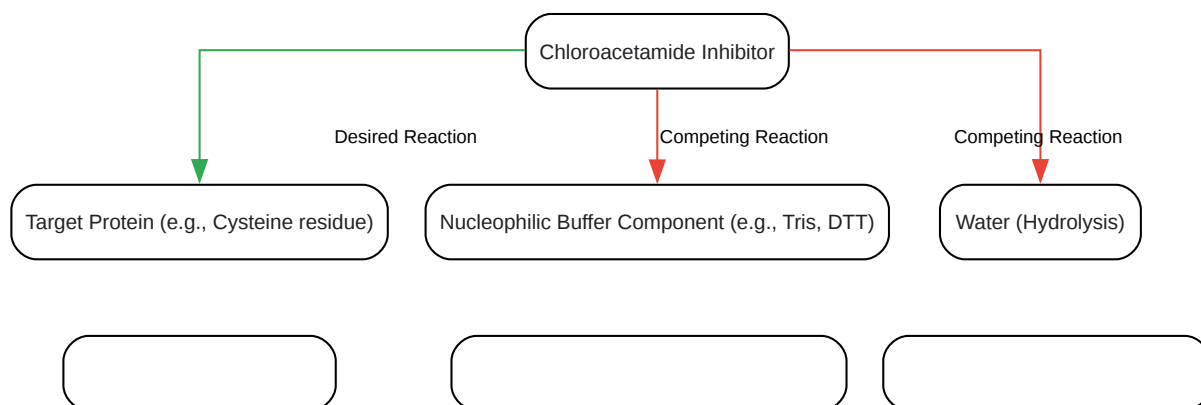 Chloroacetamide Inhibitor
Desired Reaction
Competing Reaction
Competing Reaction
Target Protein (e.g., Cysteine residue)
Nucleophilic Buffer Component (e.g., Tris, DTT)
Water (Hydrolysis)